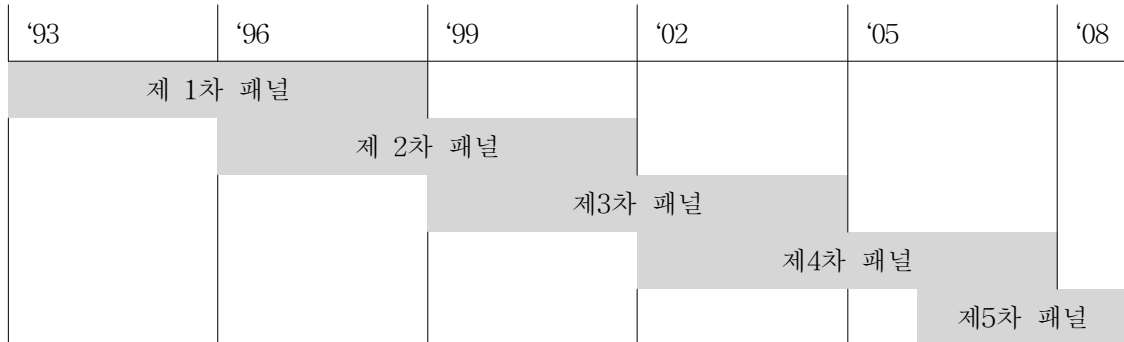 ‘93 ‘96 ‘99 ‘02 ‘05 ‘08
제 1차 패널
제 2차 패널
제3차 패널
제4차 패널
제5차 패널